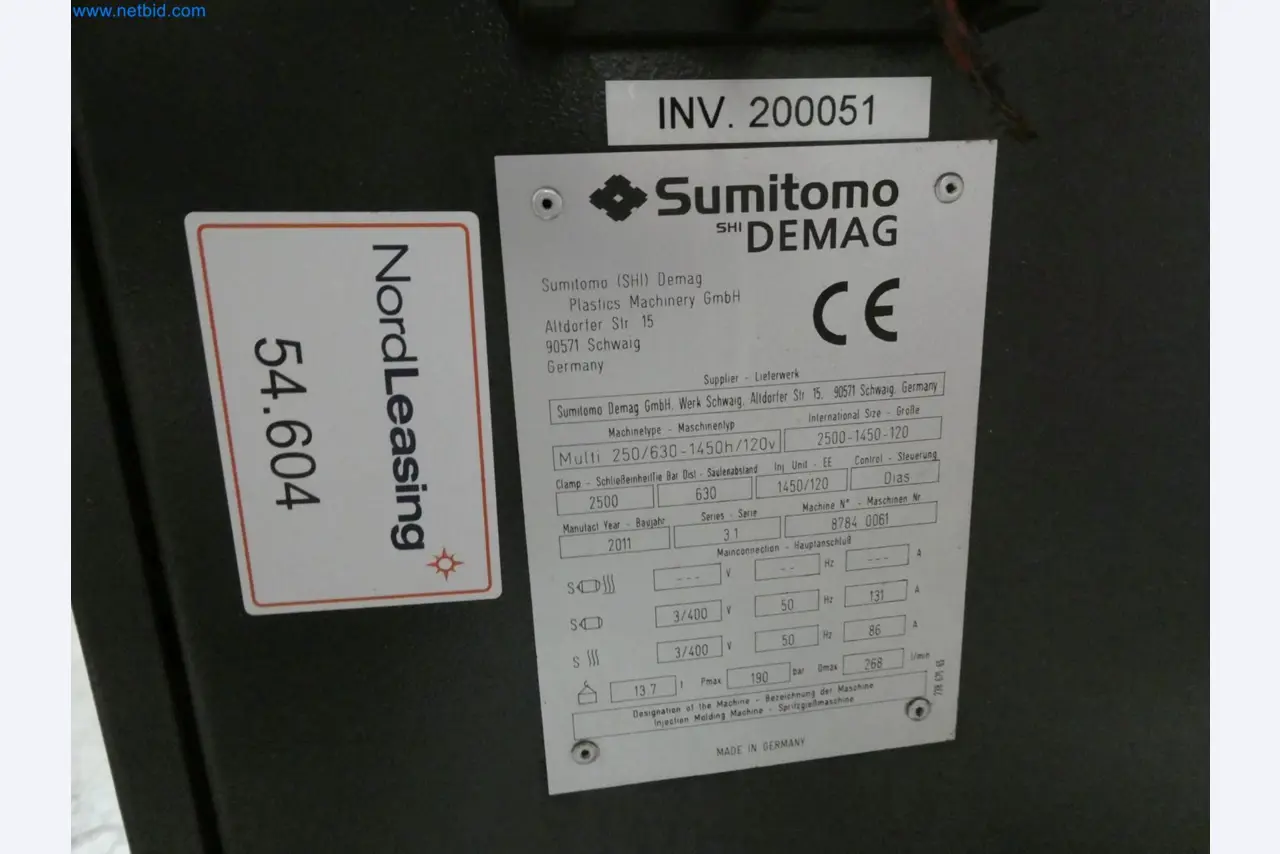 www.netbid.com
INV. 200051
NordLeasing
54.604
Sumitomo
SHI DEMAG
Sumitomo (SHI) Demag
Plastics Machinery GmbH
Altdorfer Str 15
90571 Schwaig
Germany
CE
Supplier - Lieferwerk
Sumitomo Demag GmbH, Werk Schwaig, Altdorfer Str 15, 90571 Schwaig, Germany
Machinetype - Maschinentyp International Size - Größe
Multi 250/630-1450h/120v 2500-1450-120
Clamp - Schließeinheit Tie Bar Dist - Säulenabstand Inj Unit - EE Control - Steuerung
2500 630 1450/120 Dias
Manufact Year - Baujahr Series - Serie Machine N° - Maschinen Nr
2011 3 1 8784 0061
Mainconnection - Hauptanschluß
--- V -- Hz --- A
S 3/400 V 50 Hz 131 A
S 3/400 V 50 Hz 86 A
13.7 t Pmax 190 bar Qmax 268 l/min
Designation of the Machine - Bezeichnung der Maschine
Injection Molding Machine - Spritzgießmaschine
MADE IN GERMANY